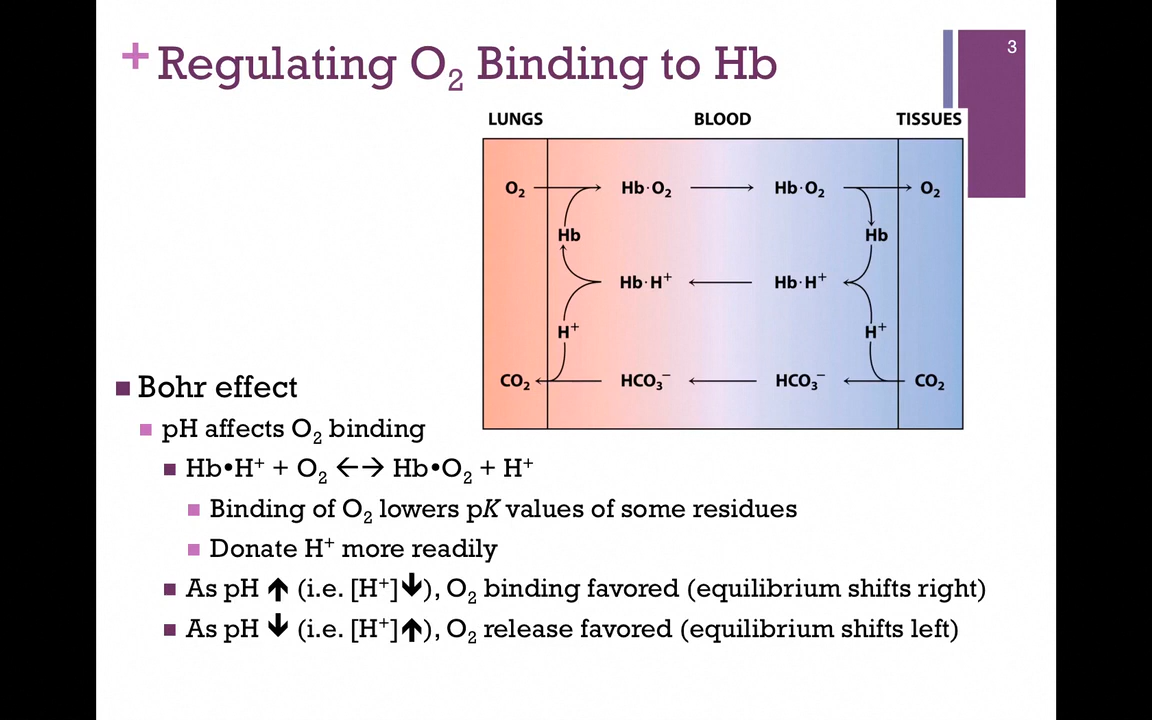 3
+ Regulating O₂ Binding to Hb
LUNGS BLOOD TISSUES
O₂ → Hb·O₂ → Hb·O₂ → O₂
Hb Hb
Hb·H⁺ ← Hb·H⁺
H⁺ H⁺
CO₂ ← HCO₃⁻ ← HCO₃⁻ ← CO₂
■ Bohr effect
■ pH affects O₂ binding
■ Hb•H⁺ + O₂ ←→ Hb•O₂ + H⁺
■ Binding of O₂ lowers pK values of some residues
■ Donate H⁺ more readily
■ As pH ↑ (i.e. [H⁺]↓), O₂ binding favored (equilibrium shifts right)
■ As pH ↓ (i.e. [H⁺]↑), O₂ release favored (equilibrium shifts left)